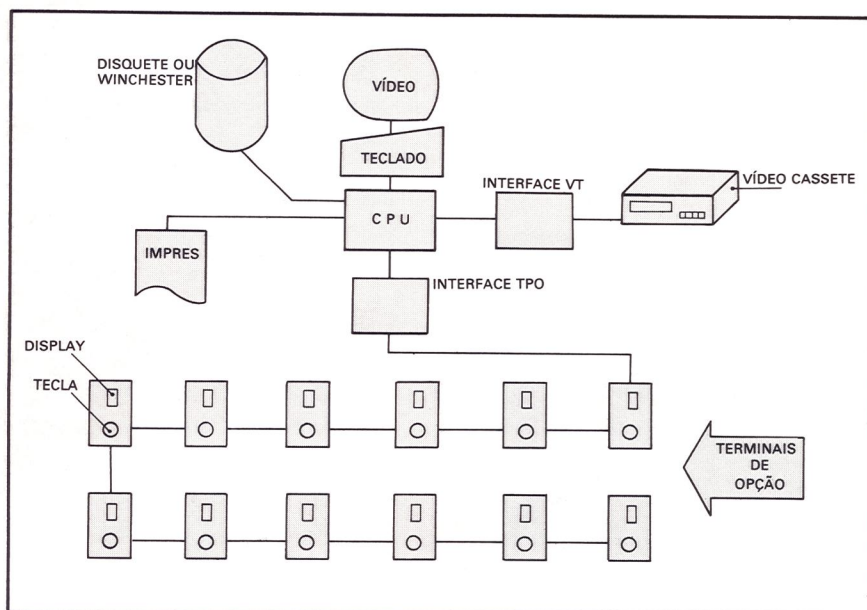 DISQUETE OU
WINCHESTER
VÍDEO
TECLADO
INTERFACE VT
VÍDEO CASSETE
C P U
IMPRES
INTERFACE TPO
DISPLAY
TECLA
TERMINAIS
DE
OPÇÃO